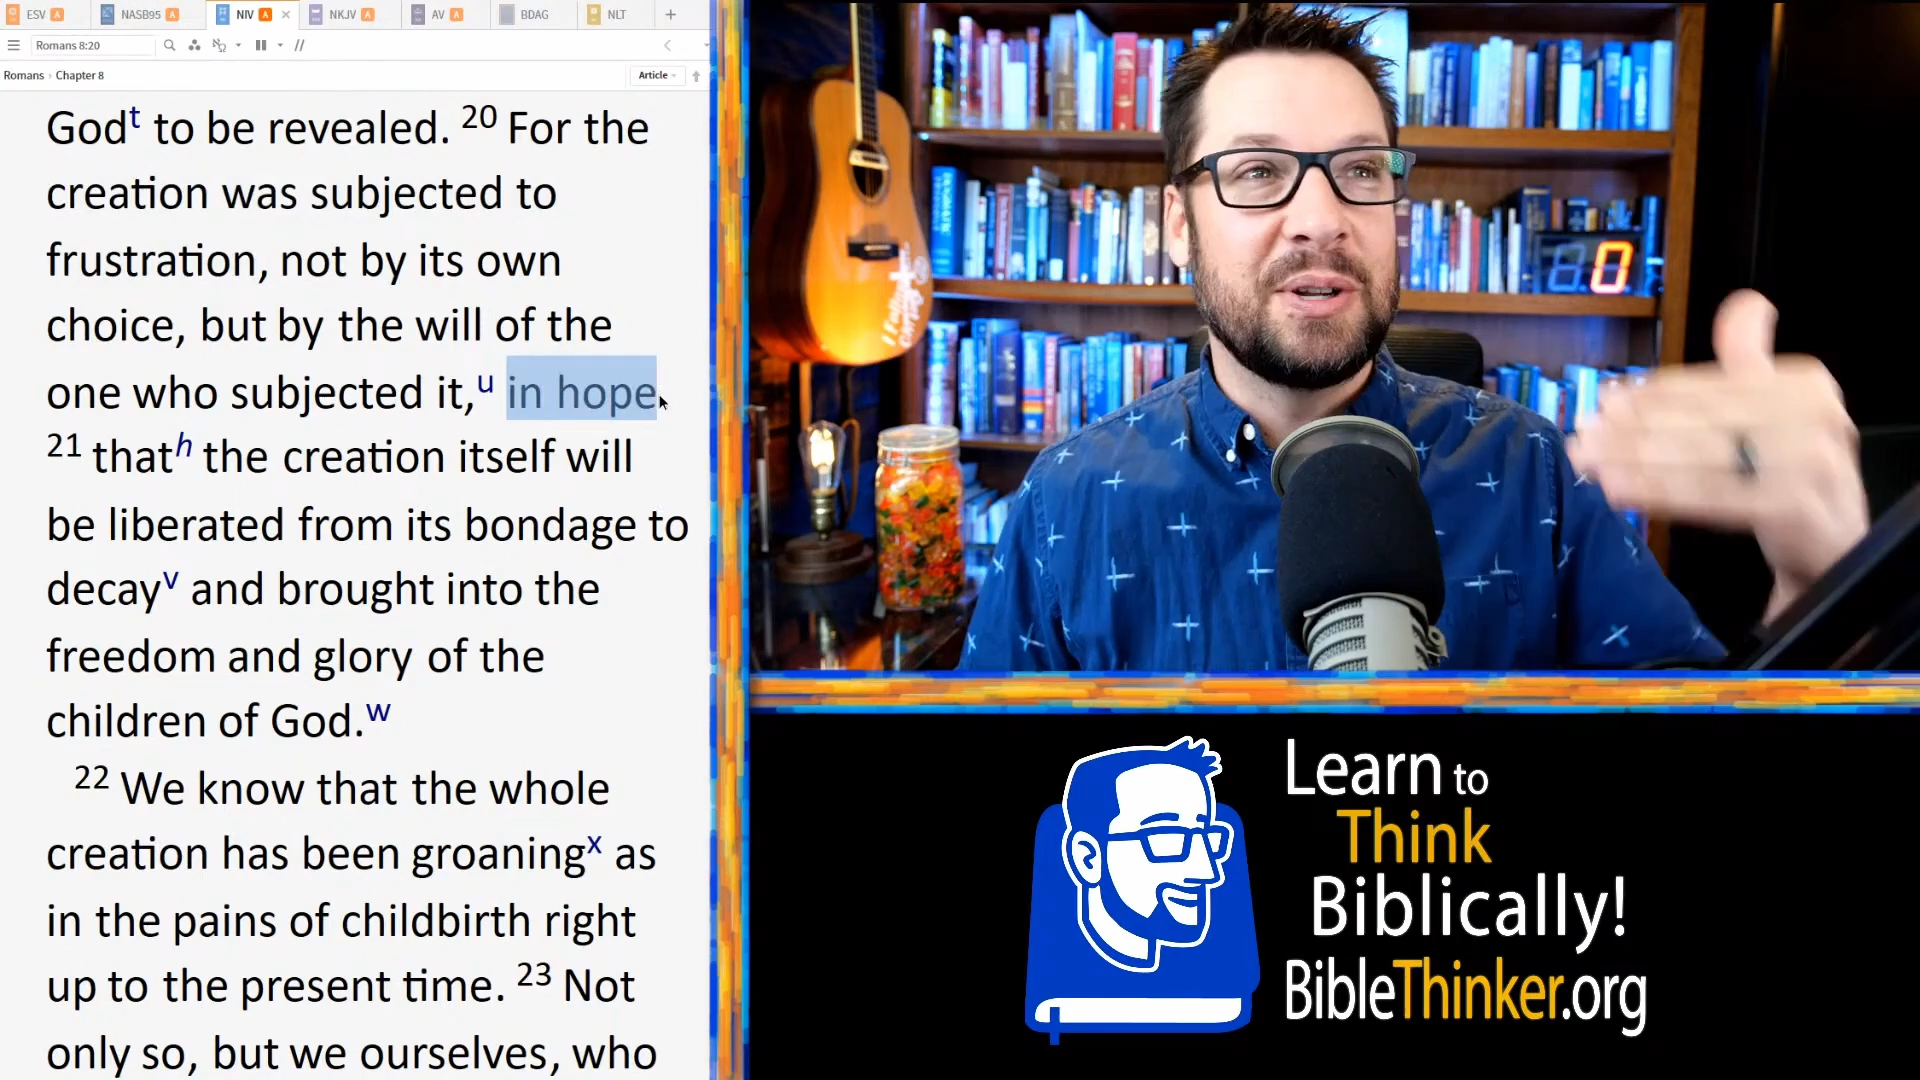 ESV A NASB95 A NIV A × NKJV A AV A BDAG NLT +
Romans 8:20
Romans › Chapter 8
Article
Godᵗ to be revealed. ²⁰ For the
creation was subjected to
frustration, not by its own
choice, but by the will of the
one who subjected it,ᵘ in hope
²¹ thatʰ the creation itself will
be liberated from its bondage to
decayᵛ and brought into the
freedom and glory of the
children of God.ʷ
²² We know that the whole
creation has been groaningˣ as
in the pains of childbirth right
up to the present time. ²³ Not
only so, but we ourselves, who
0
Learn to
Think
Biblically!
BibleThinker.org